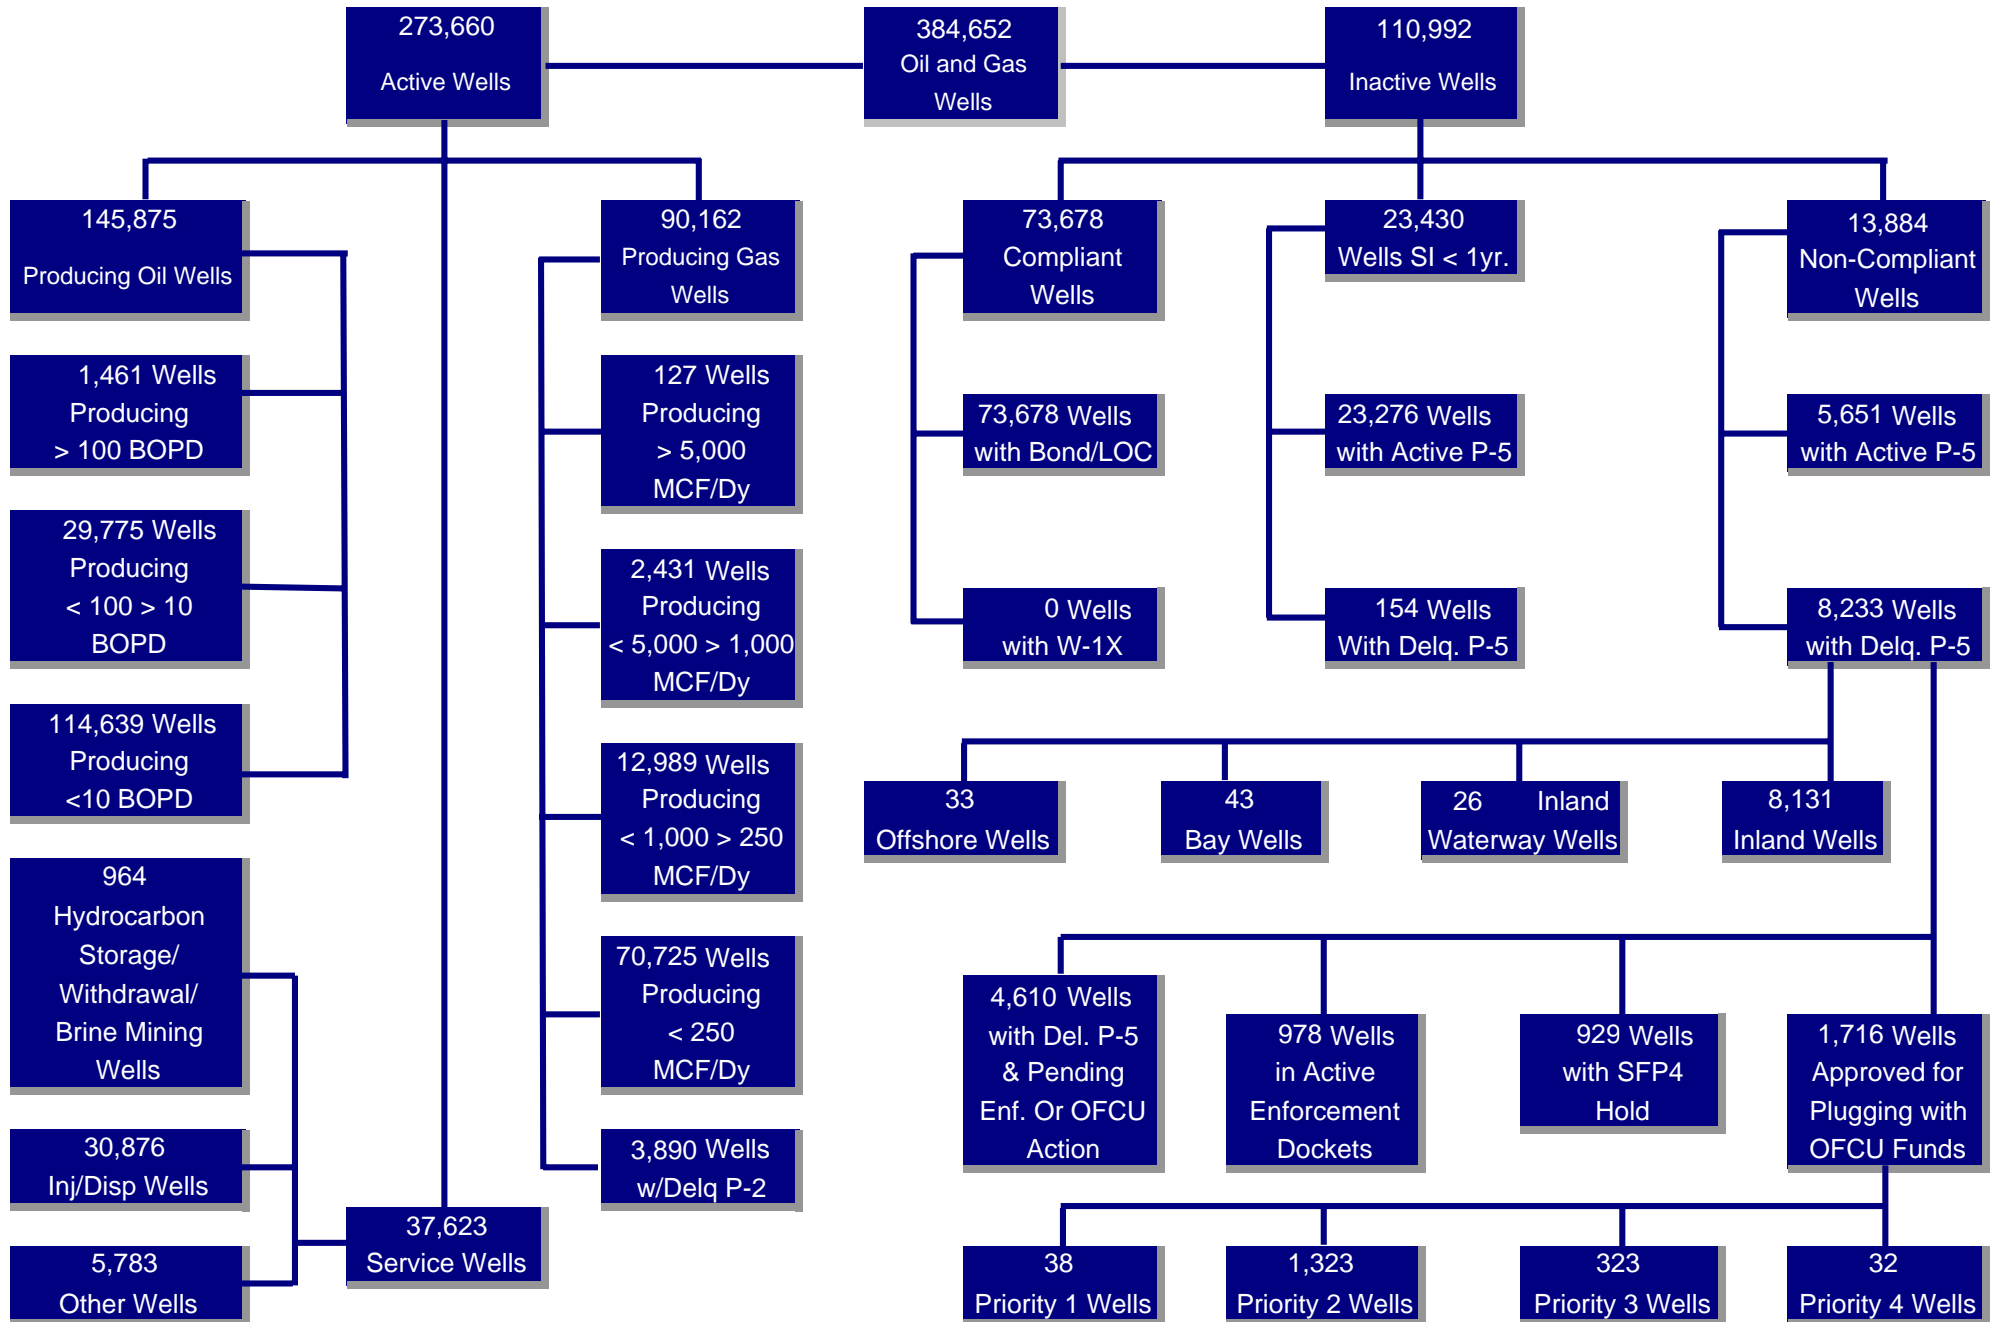 273,660
Active Wells
384,652
Oil and Gas
Wells
110,992
Inactive Wells
145,875
Producing Oil Wells
1,461 Wells
Producing
> 100 BOPD
29,775 Wells
Producing
< 100 > 10
BOPD
114,639 Wells
Producing
<10 BOPD
964
Hydrocarbon
Storage/
Withdrawal/
Brine Mining
Wells
30,876
Inj/Disp Wells
5,783
Other Wells
37,623
Service Wells
90,162
Producing Gas
Wells
127 Wells
Producing
> 5,000
MCF/Dy
2,431 Wells
Producing
< 5,000 > 1,000
MCF/Dy
12,989 Wells
Producing
< 1,000 > 250
MCF/Dy
70,725 Wells
Producing
< 250
MCF/Dy
3,890 Wells
w/Delq P-2
73,678
Compliant
Wells
73,678 Wells
with Bond/LOC
0 Wells
with W-1X
23,430
Wells SI < 1yr.
23,276 Wells
with Active P-5
154 Wells
With Delq. P-5
13,884
Non-Compliant
Wells
5,651 Wells
with Active P-5
8,233 Wells
with Delq. P-5
33
Offshore Wells
43
Bay Wells
26 Inland
Waterway Wells
8,131
Inland Wells
4,610 Wells
with Del. P-5
& Pending
Enf. Or OFCU
Action
978 Wells
in Active
Enforcement
Dockets
929 Wells
with SFP4
Hold
1,716 Wells
Approved for
Plugging with
OFCU Funds
38
Priority 1 Wells
1,323
Priority 2 Wells
323
Priority 3 Wells
32
Priority 4 Wells